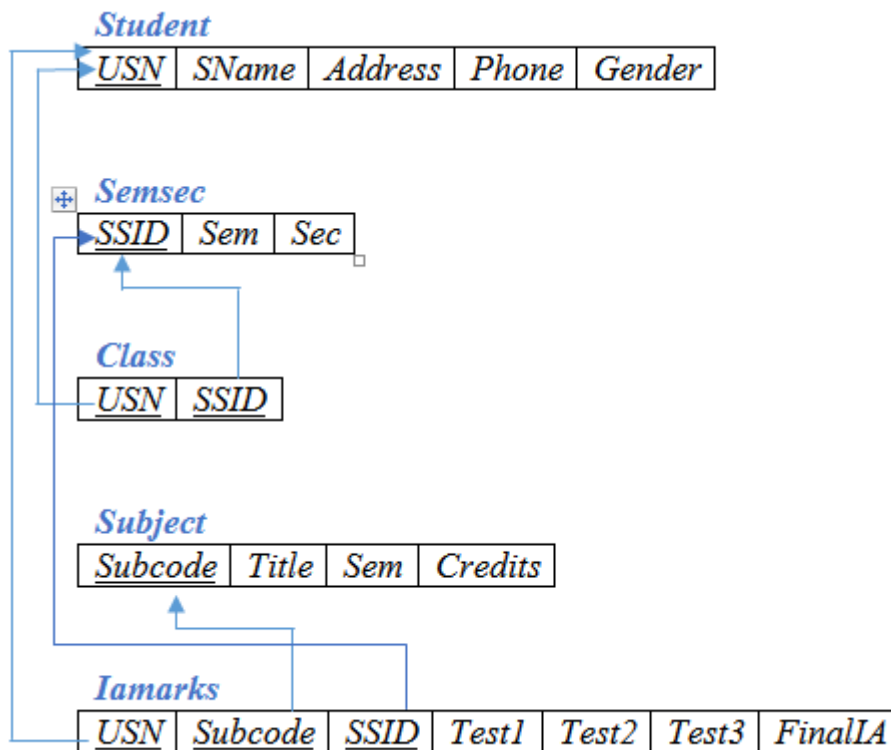 Student
USN SName Address Phone Gender
Semsec
SSID Sem Sec
Class
USN SSID
Subject
Subcode Title Sem Credits
Iamarks
USN Subcode SSID Test1 Test2 Test3 FinalIA